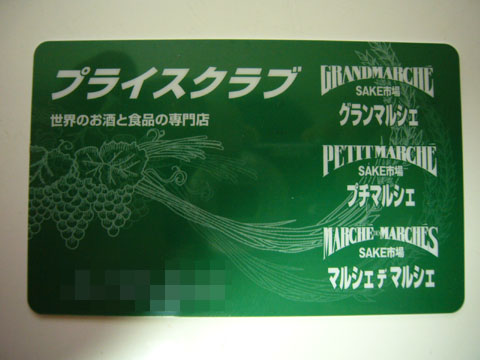 プライスクラブ
世界のお酒と食品の専門店
GRANDMARCHÉ
SAKE市場
グランマルシェ
PETIT MARCHÉ
SAKE市場
プチマルシェ
MARCHÉ DE MARCHÉS
SAKE市場
マルシェ デ マルシェ